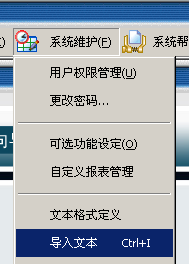 系统维护(F) 系统帮
用户权限管理(U)
更改密码...
可选功能设定(O)
自定义报表管理
文本格式定义
导入文本 Ctrl+I